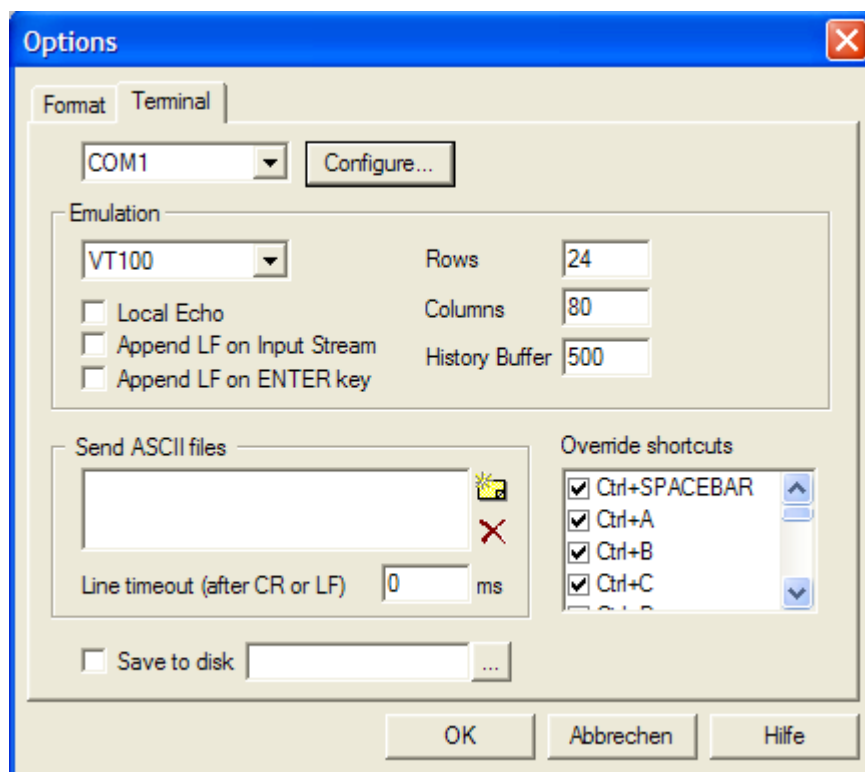 Options
Format Terminal
COM1 Configure...
Emulation
VT100 Rows 24
Local Echo Columns 80
Append LF on Input Stream
History Buffer 500
Append LF on ENTER key
Send ASCII files Override shortcuts
Ctrl+SPACEBAR
Ctrl+A
Ctrl+B
Ctrl+C
Line timeout (after CR or LF) 0 ms
Save to disk ...
OK Abbrechen Hilfe